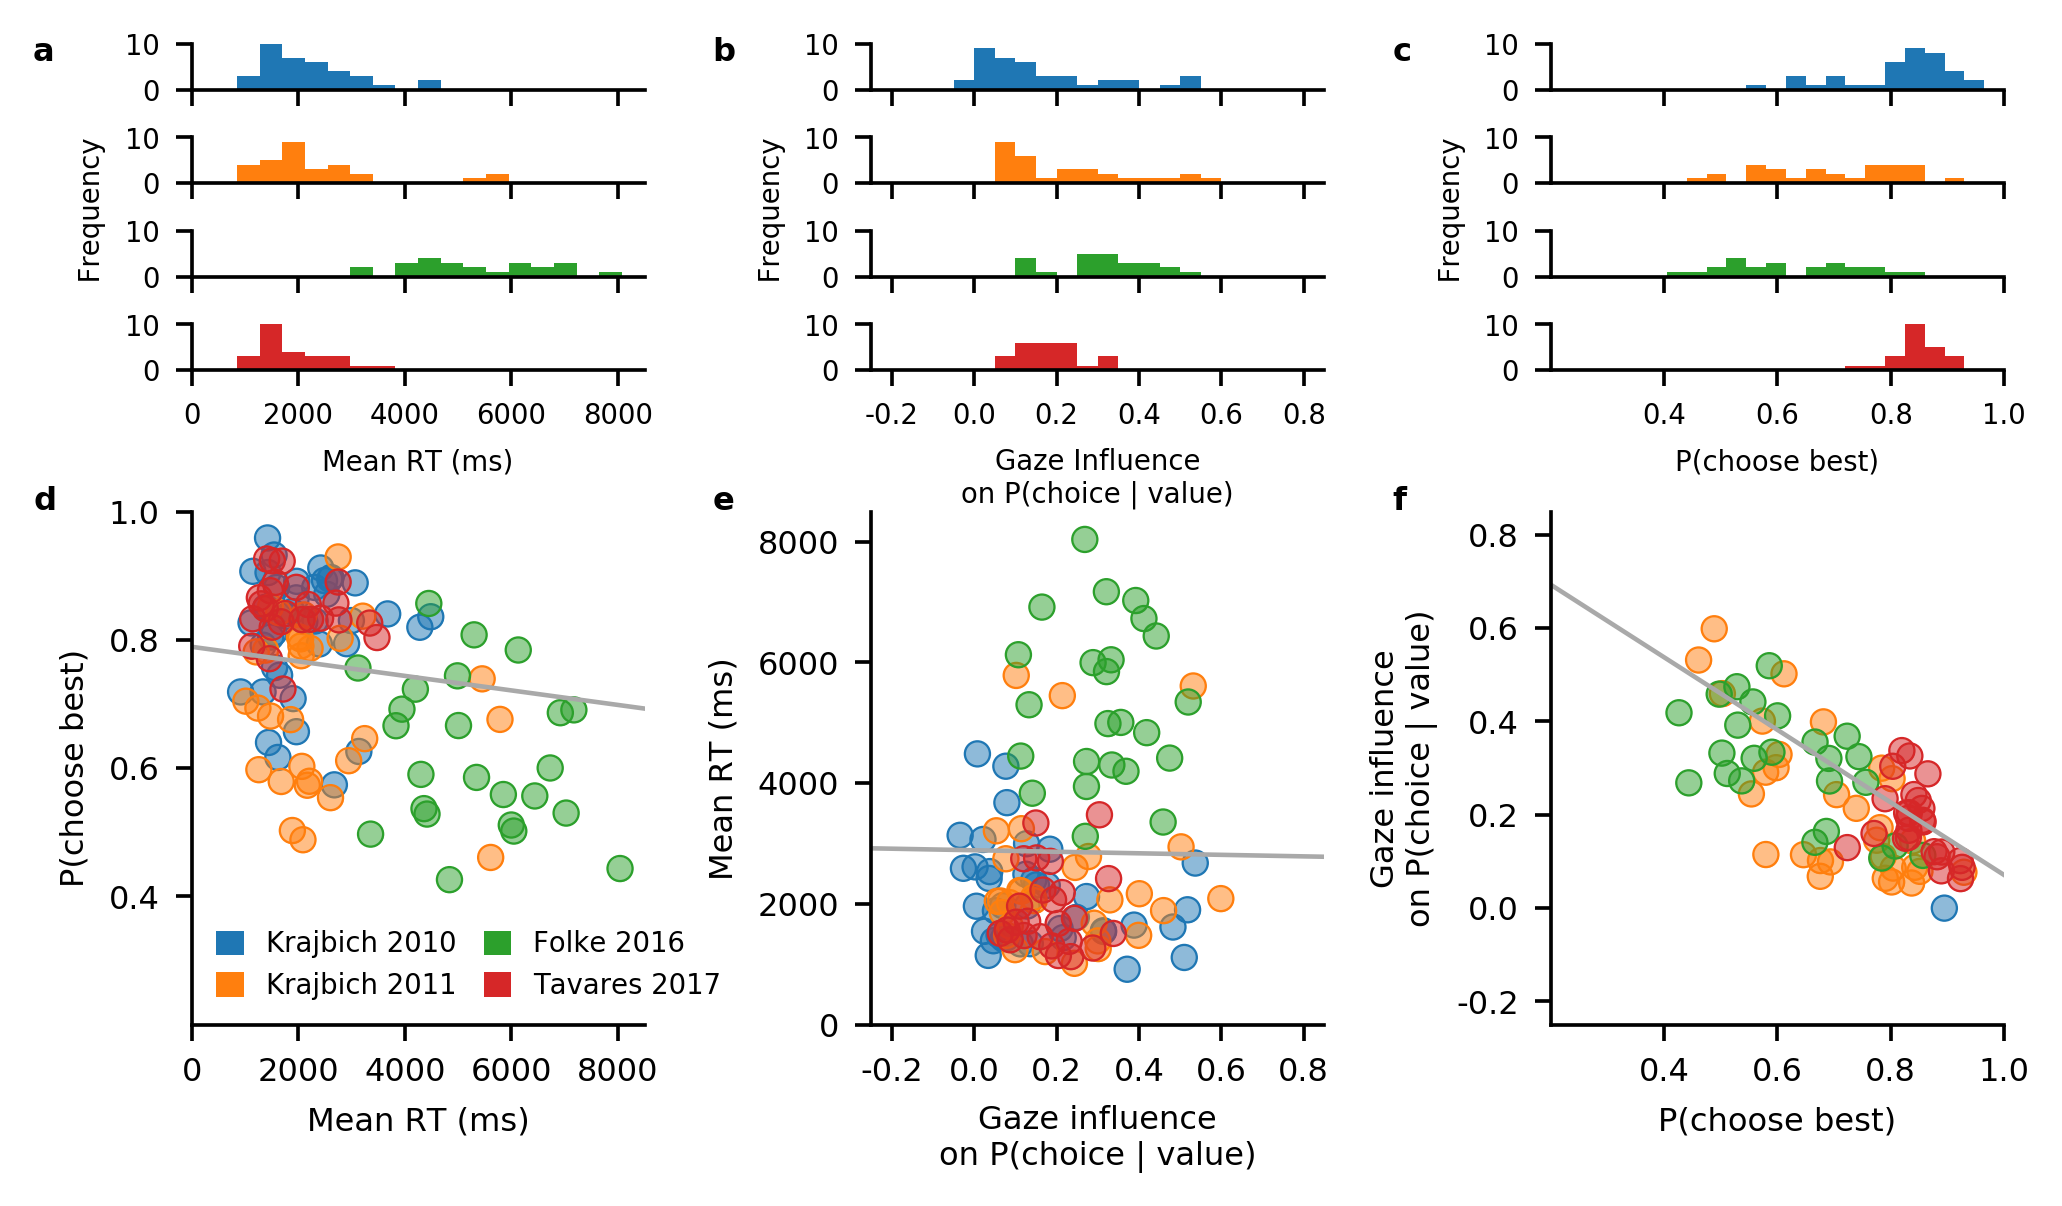 a
b
c
10
0
10
0
10
0
10
0
10
0
10
0
10
0
10
0
10
0
10
0
10
0
10
0
Frequency
Frequency
Frequency
0 2000 4000 6000 8000
-0.2 0.0 0.2 0.4 0.6 0.8
0.4 0.6 0.8 1.0
Mean RT (ms)
Gaze Influence
on P(choice | value)
P(choose best)
d
1.0
0.8
0.6
0.4
P(choose best)
Krajbich 2010
Krajbich 2011
Folke 2016
Tavares 2017
0 2000 4000 6000 8000
Mean RT (ms)
e
8000
6000
4000
2000
0
Mean RT (ms)
-0.2 0.0 0.2 0.4 0.6 0.8
Gaze influence
on P(choice | value)
f
0.8
0.6
0.4
0.2
0.0
-0.2
Gaze influence
on P(choice | value)
0.4 0.6 0.8 1.0
P(choose best)